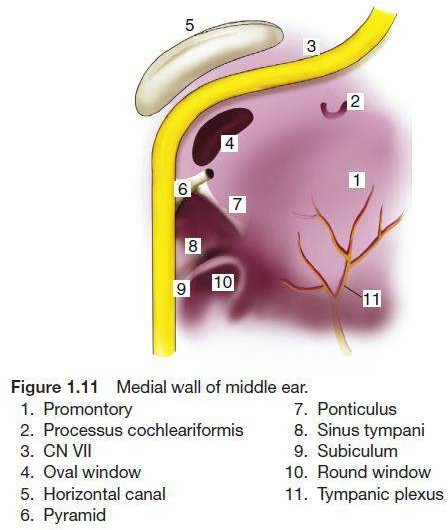 5
3
2
4
1
6
7
8
9
10
11
Figure 1.11 Medial wall of middle ear.
1. Promontory
2. Processus cochleariformis
3. CN VII
4. Oval window
5. Horizontal canal
6. Pyramid
7. Ponticulus
8. Sinus tympani
9. Subiculum
10. Round window
11. Tympanic plexus